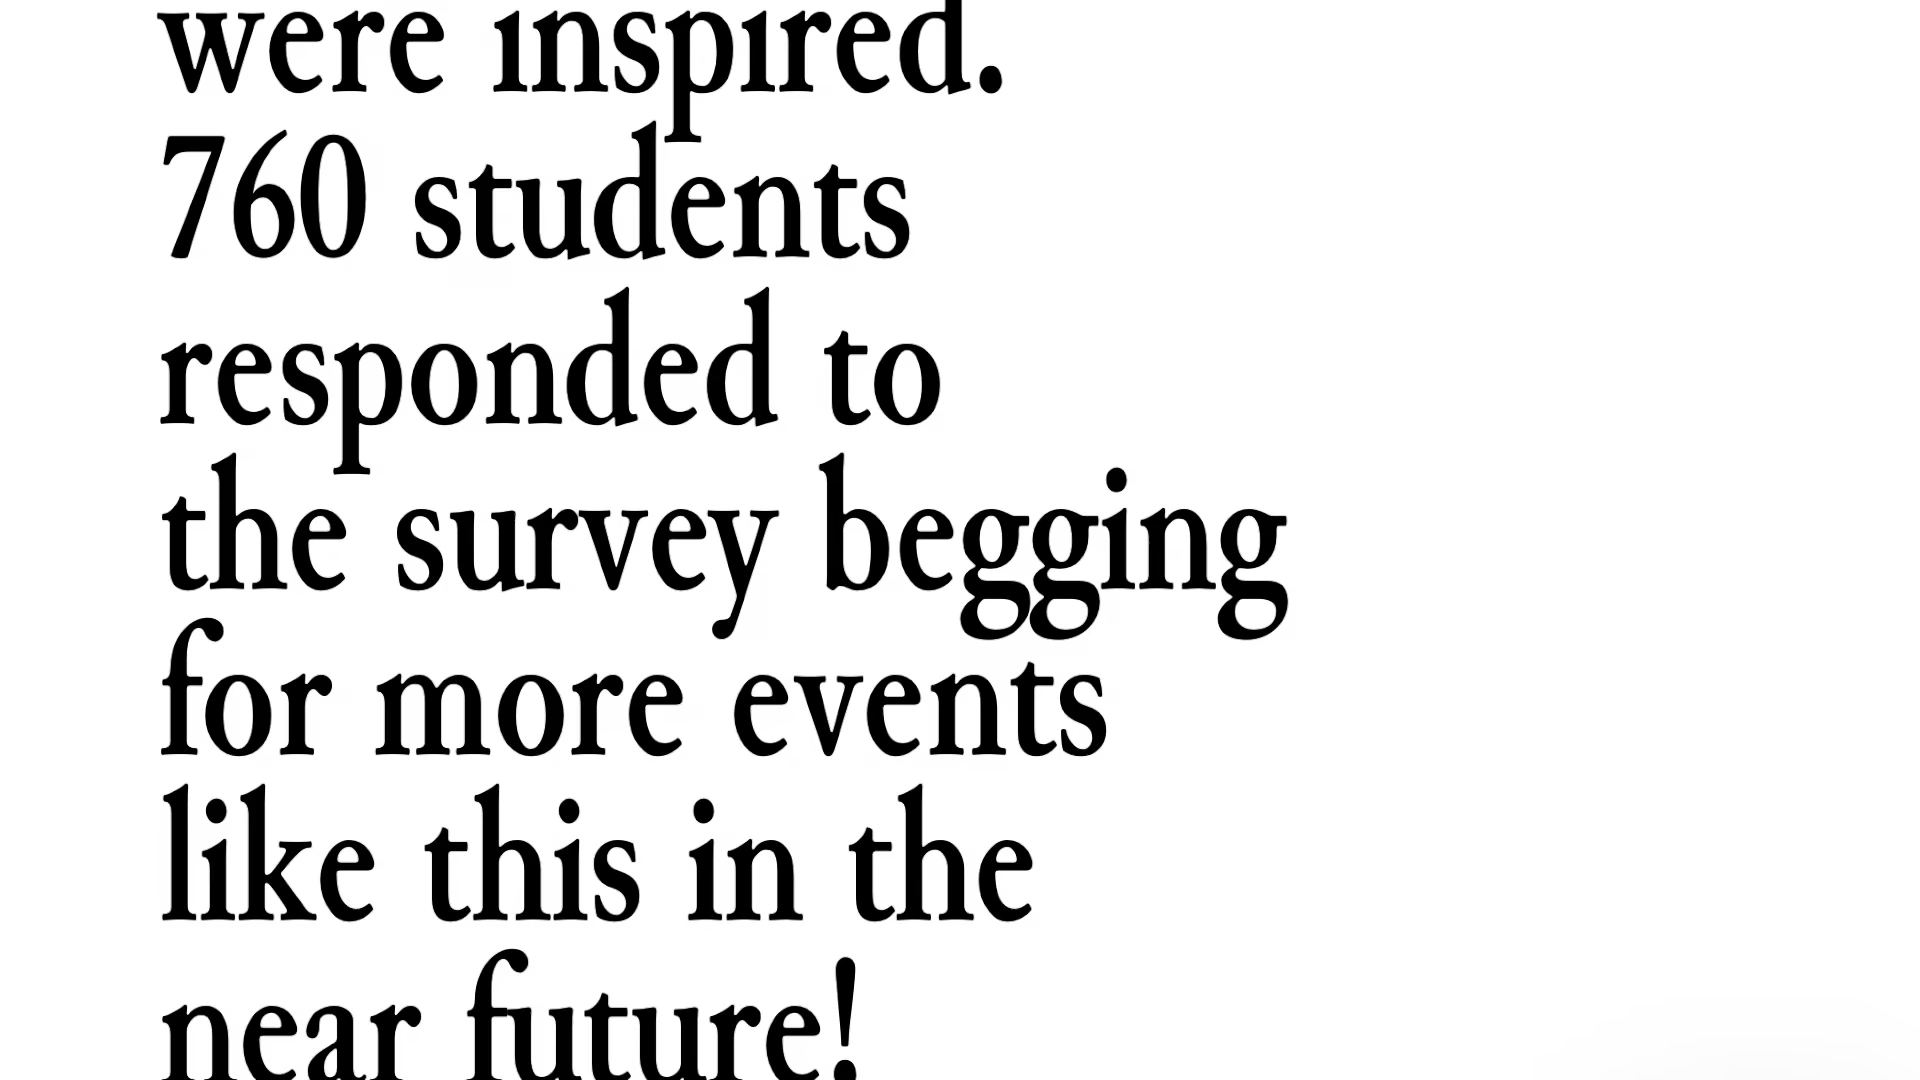 were inspired.
760 students
responded to
the survey begging
for more events
like this in the
near future!